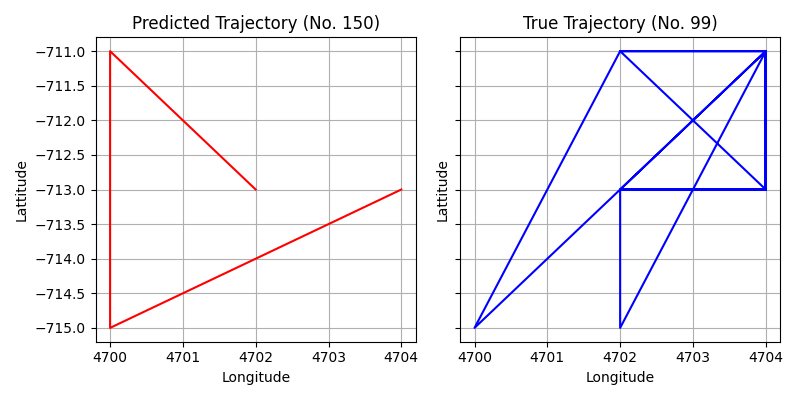 Predicted Trajectory (No. 150)
True Trajectory (No. 99)
Lattitude
−711.0
−711.5
−712.0
−712.5
−713.0
−713.5
−714.0
−714.5
−715.0
4700 4701 4702 4703 4704
Longitude
Lattitude
4700 4701 4702 4703 4704
Longitude